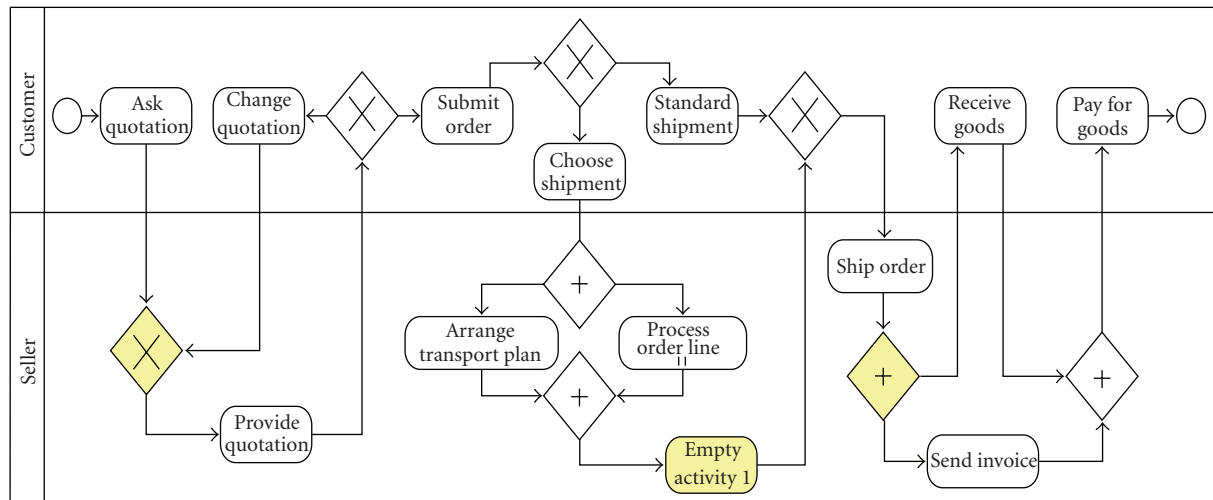 Customer
Ask
quotation
Change
quotation
Submit
order
Choose
shipment
Standard
shipment
Receive
goods
Pay for
goods
Seller
Provide
quotation
Arrange
transport plan
Process
order line
Empty
activity 1
Ship order
Send invoice